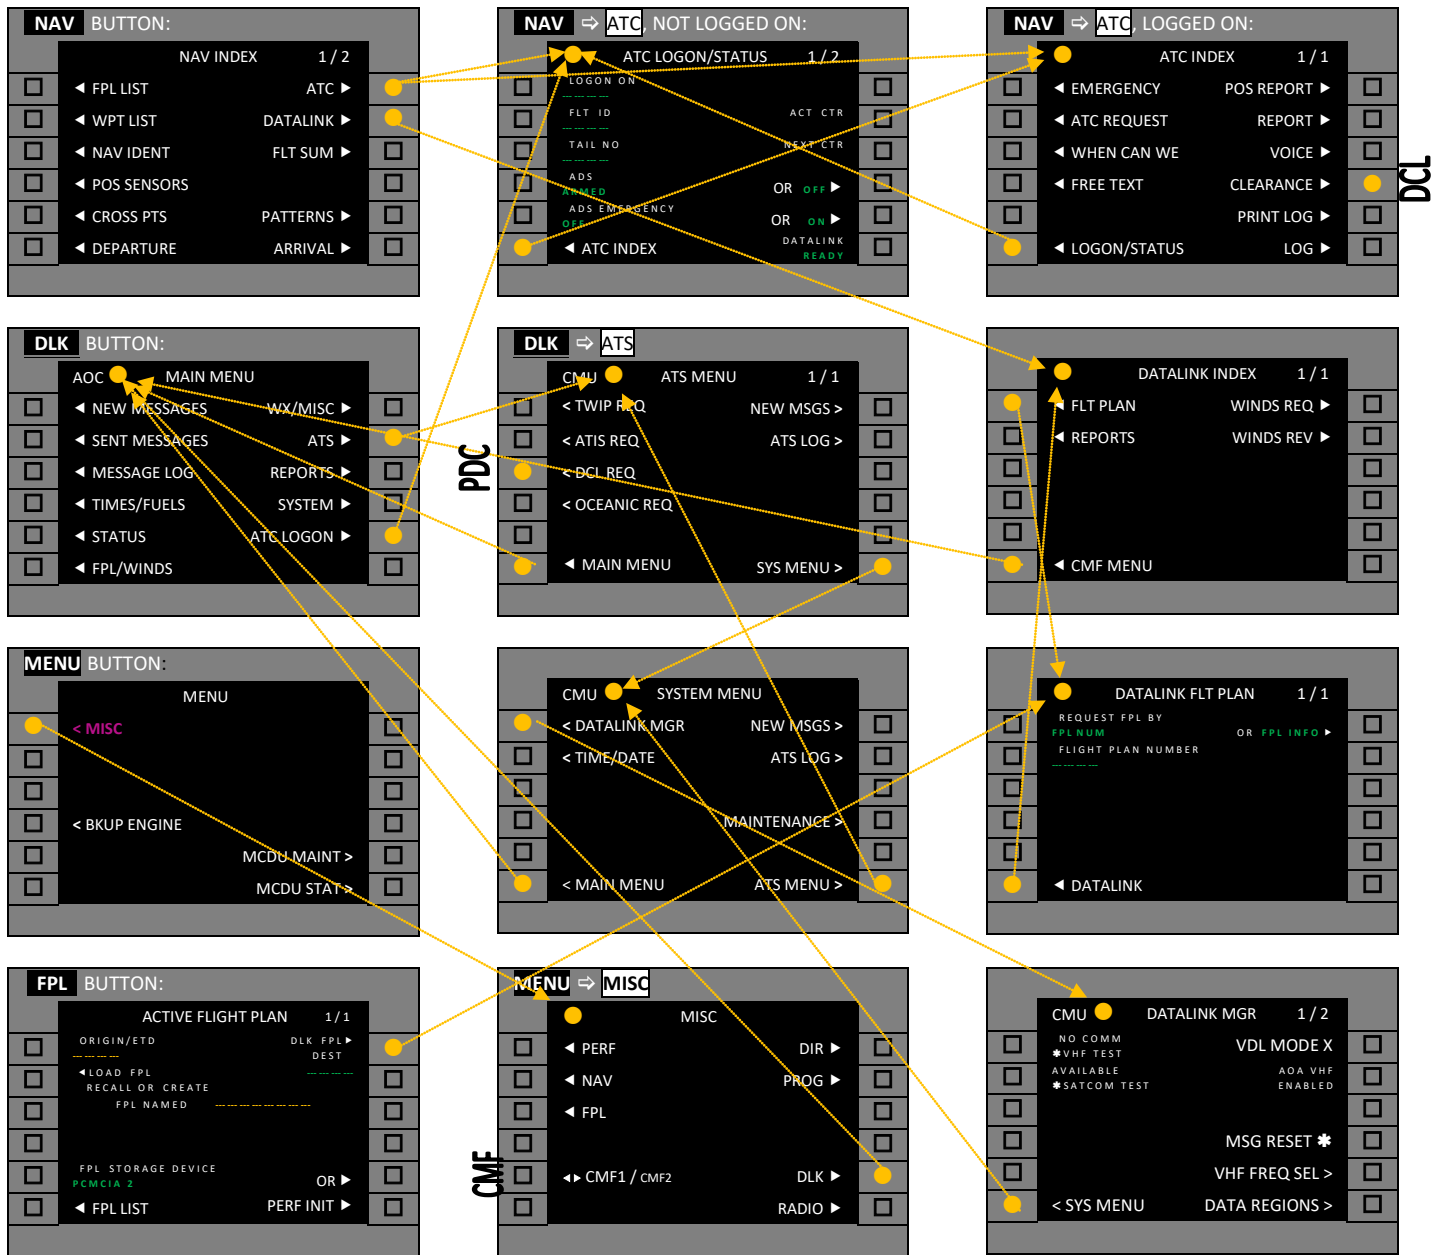 NAV BUTTON:
NAV INDEX 1 / 2
◄ FPL LIST ATC ►
◄ WPT LIST DATALINK ►
◄ NAV IDENT FLT SUM ►
◄ POS SENSORS
◄ CROSS PTS PATTERNS ►
◄ DEPARTURE ARRIVAL ►
NAV ⇨ ATC, NOT LOGGED ON:
ATC LOGON/STATUS 1 / 2
LOGON ON
---- ---- ---- ----
FLT ID ACT CTR
---- ---- ---- ----
TAIL NO NEXT CTR
---- ---- ---- ----
ADS
ARMED OR OFF ►
ADS EMERGENCY
OFF OR ON ►
DATALINK
◄ ATC INDEX READY
NAV ⇨ ATC, LOGGED ON:
ATC INDEX 1 / 1
◄ EMERGENCY POS REPORT ►
◄ ATC REQUEST REPORT ►
◄ WHEN CAN WE VOICE ►
◄ FREE TEXT CLEARANCE ►
PRINT LOG ►
◄ LOGON/STATUS LOG ►
DCL
DLK BUTTON:
AOC MAIN MENU
◄ NEW MESSAGES WX/MISC ►
◄ SENT MESSAGES ATS ►
◄ MESSAGE LOG REPORTS ►
◄ TIMES/FUELS SYSTEM ►
◄ STATUS ATC LOGON ►
◄ FPL/WINDS
PDC
DLK ⇨ ATS
CMU ATS MENU 1 / 1
< TWIP REQ NEW MSGS >
< ATIS REQ ATS LOG >
< DCL REQ
< OCEANIC REQ
◄ MAIN MENU SYS MENU >
DATALINK INDEX 1 / 1
◄ FLT PLAN WINDS REQ ►
◄ REPORTS WINDS REV ►
◄ CMF MENU
MENU BUTTON:
MENU
< MISC
< BKUP ENGINE
MCDU MAINT >
MCDU STAT >
CMU SYSTEM MENU
< DATALINK MGR NEW MSGS >
< TIME/DATE ATS LOG >
MAINTENANCE >
< MAIN MENU ATS MENU >
DATALINK FLT PLAN 1 / 1
REQUEST FPL BY
FPL NUM OR FPL INFO ►
FLIGHT PLAN NUMBER
---- ---- ---- ----
◄ DATALINK
FPL BUTTON:
ACTIVE FLIGHT PLAN 1 / 1
ORIGIN/ETD DLK FPL ►
---- ---- ---- ---- DEST
◄ LOAD FPL ---- ---- ---- ----
RECALL OR CREATE
FPL NAMED ---- ---- ---- ---- ---- ---- ---- ---- ----
FPL STORAGE DEVICE
PCMCIA 2 OR ►
◄ FPL LIST PERF INIT ►
CMF
MENU ⇨ MISC
MISC
◄ PERF DIR ►
◄ NAV PROG ►
◄ FPL
◄► CMF1 / CMF2 DLK ►
RADIO ►
CMU DATALINK MGR 1 / 2
NO COMM VDL MODE X
✱VHF TEST
AVAILABLE AOA VHF
✱SATCOM TEST ENABLED
MSG RESET ✱
VHF FREQ SEL >
< SYS MENU DATA REGIONS >